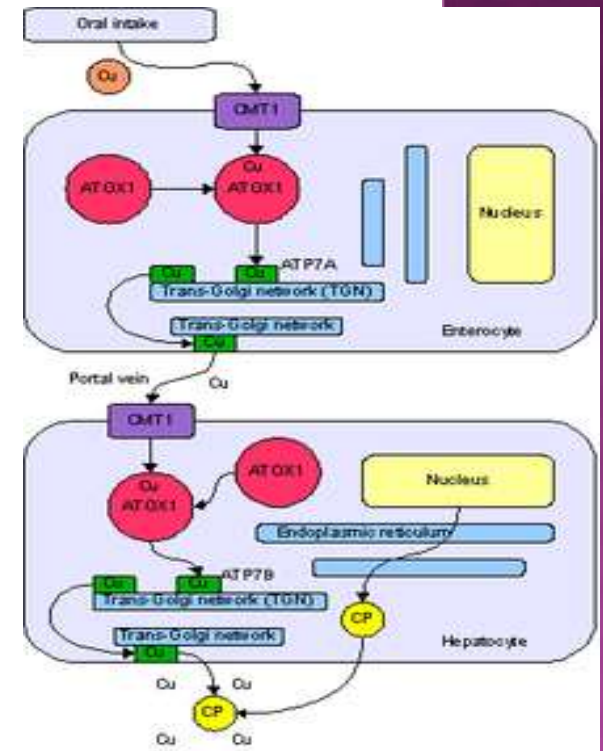 Oral intake
Cu
CMT1
Cu
ATOX1
ATOX1
Nucleus
Cu
Cu
ATP7A
Trans-Golgi network (TGN)
Trans-Golgi network
Cu
Enterocyte
Portal vein
Cu
CMT1
Cu
ATOX1
ATOX1
Nucleus
Endoplasmic reticulum
Cu
Cu
ATP7B
Trans-Golgi network (TGN)
CP
Trans-Golgi network
Cu
Hepatocyte
Cu
Cu
CP
Cu
Cu